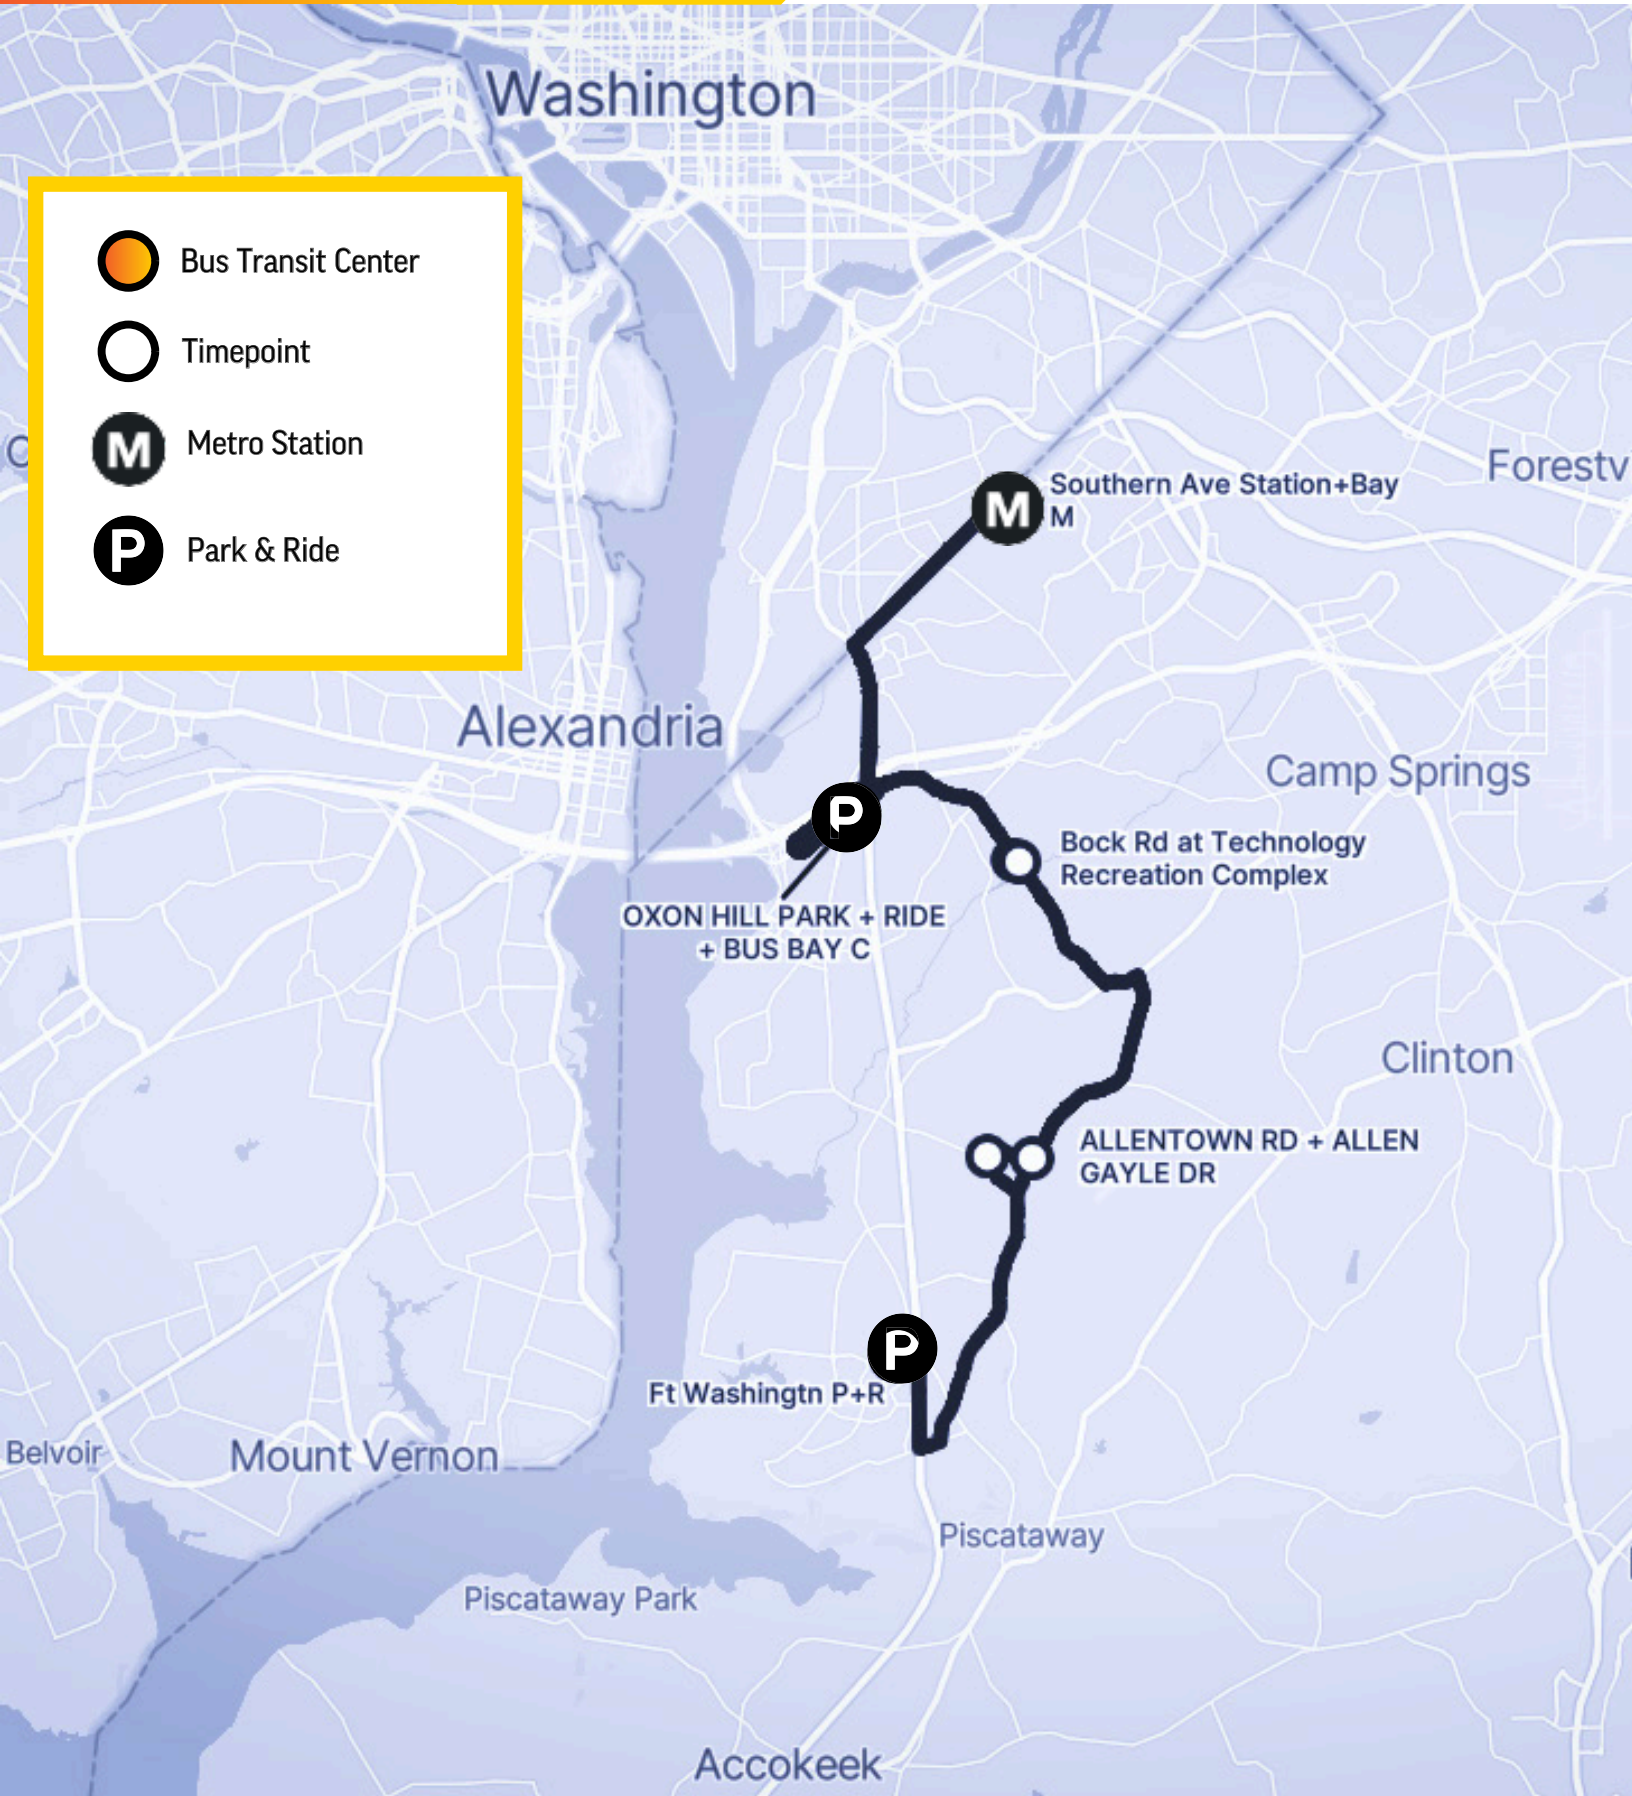 Washington
Bus Transit Center
Timepoint
M Metro Station
P Park & Ride
Forestv
M Southern Ave Station+Bay
M
Alexandria
Camp Springs
P
Bock Rd at Technology
Recreation Complex
OXON HILL PARK + RIDE
+ BUS BAY C
Clinton
ALLENTOWN RD + ALLEN
GAYLE DR
P
Ft Washingtn P+R
Belvoir
Mount Vernon
Piscataway
Piscataway Park
Accokeek